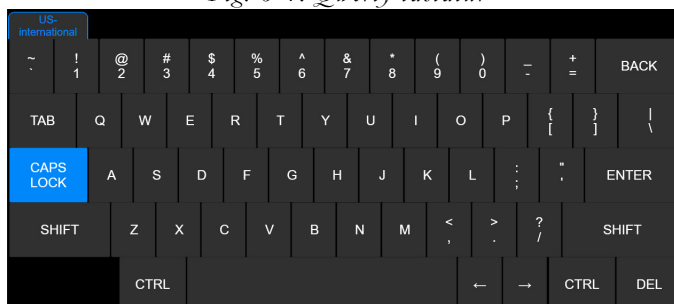 US-
international
~ ! @ # $ % ^ & * ( ) _ +
` 1 2 3 4 5 6 7 8 9 0 - = BACK
TAB Q W E R T Y U I O P { } |
[ ] \
CAPS
LOCK A S D F G H J K L : " ENTER
; '
SHIFT Z X C V B N M < > ? SHIFT
, . /
CTRL ← → CTRL DEL